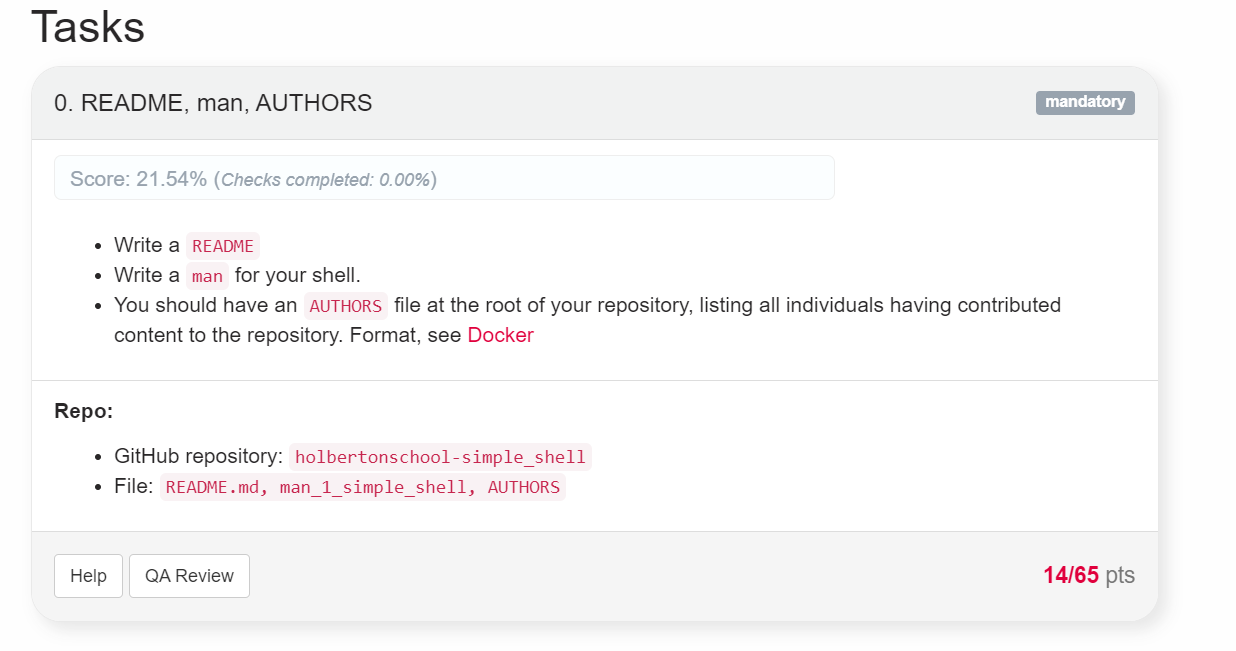 Tasks
0. README, man, AUTHORS
mandatory
Score: 21.54% (Checks completed: 0.00%)
Write a README
Write a man for your shell.
You should have an AUTHORS file at the root of your repository, listing all individuals having contributed
content to the repository. Format, see Docker
Repo:
GitHub repository: holbertonschool-simple_shell
File: README.md, man_1_simple_shell, AUTHORS
Help
QA Review
14/65 pts